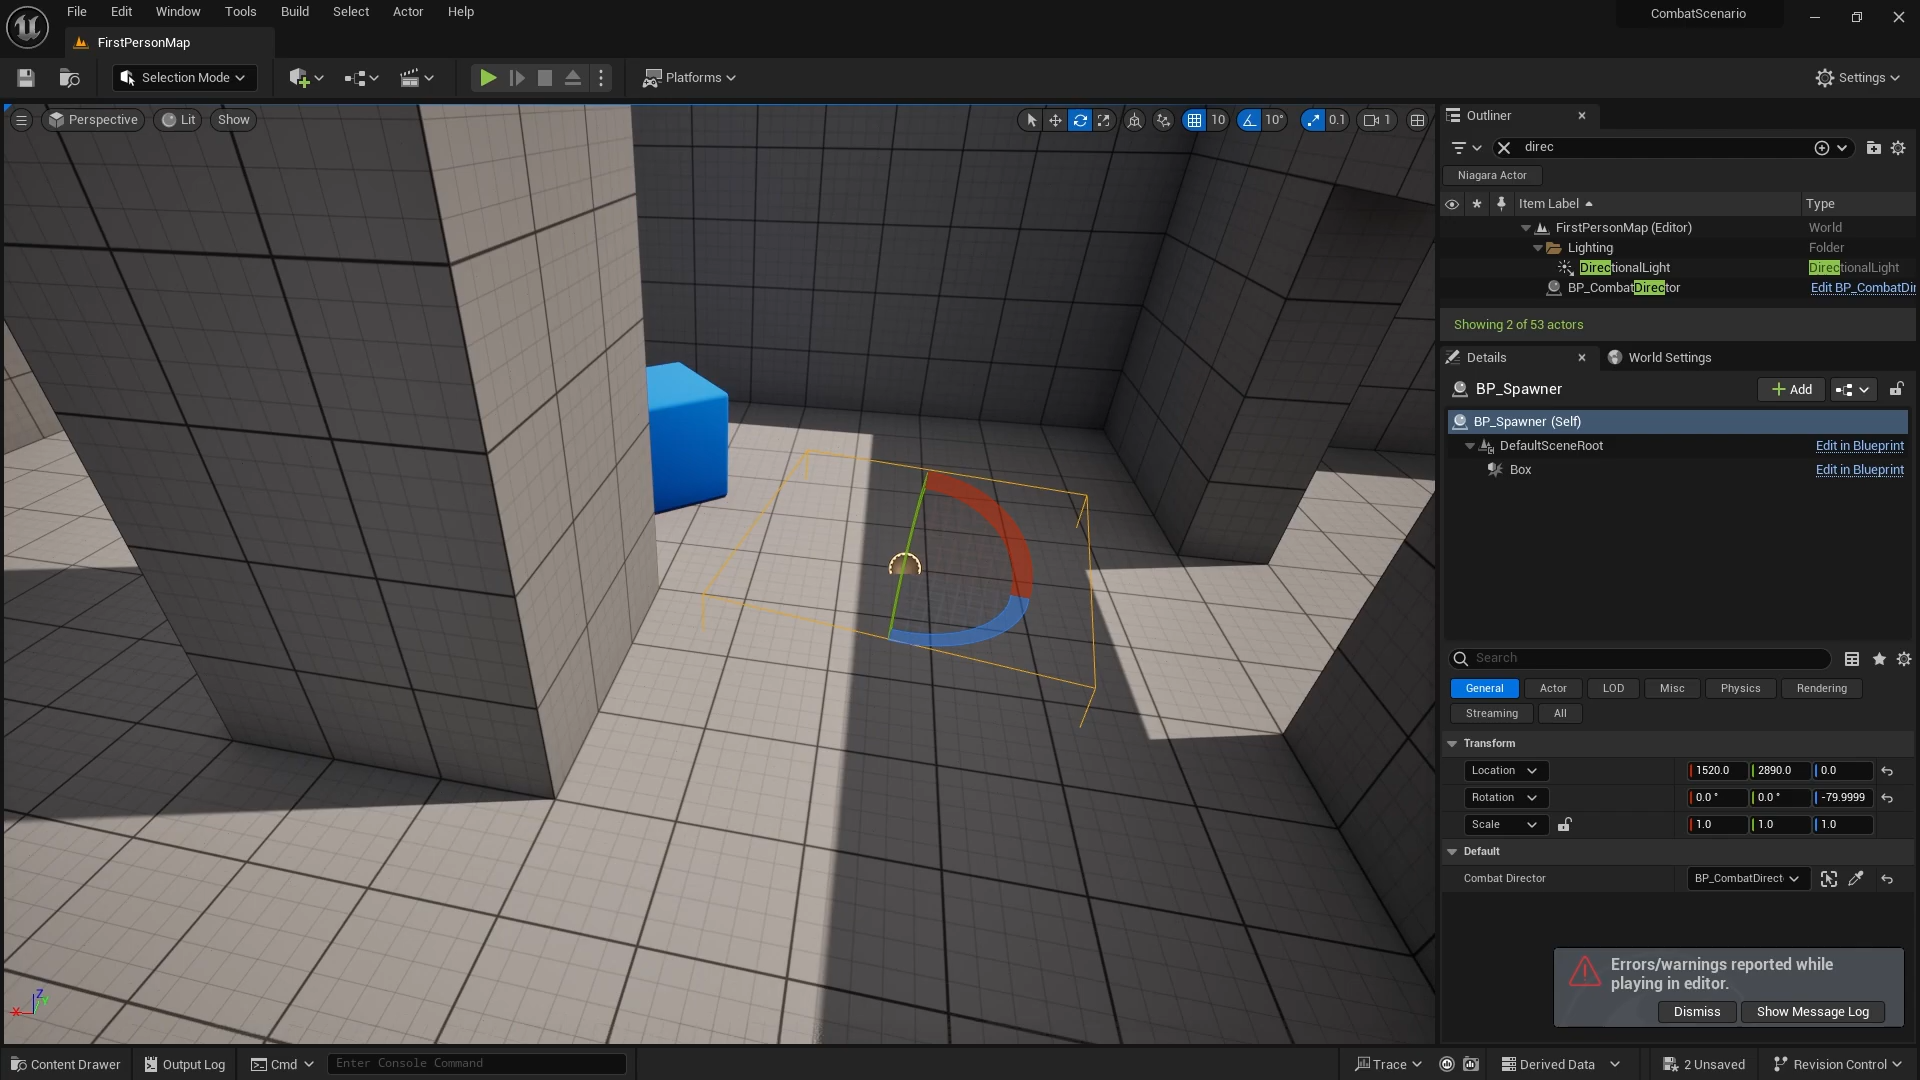 File Edit Window Tools Build Select Actor Help
CombatScenario
FirstPersonMap
Selection Mode
Platforms
Settings
Perspective Lit Show
10 10° 0.1 1
Outliner
direc
Niagara Actor
Item Label Type
FirstPersonMap (Editor) World
Lighting Folder
DirectionalLight DirectionalLight
BP_CombatDirector Edit BP_CombatDir
Showing 2 of 53 actors
Details World Settings
BP_Spawner Add
BP_Spawner (Self)
DefaultSceneRoot Edit in Blueprint
Box Edit in Blueprint
Search
General Actor LOD Misc Physics Rendering
Streaming All
Transform
Location 1520.0 2890.0 0.0
Rotation 0.0 ° 0.0 ° -79.9999
Scale 1.0 1.0 1.0
Default
Combat Director BP_CombatDirect
Errors/warnings reported while
playing in editor.
Dismiss Show Message Log
Z
Y
X
Content Drawer Output Log Cmd Enter Console Command Trace Derived Data 2 Unsaved Revision Control